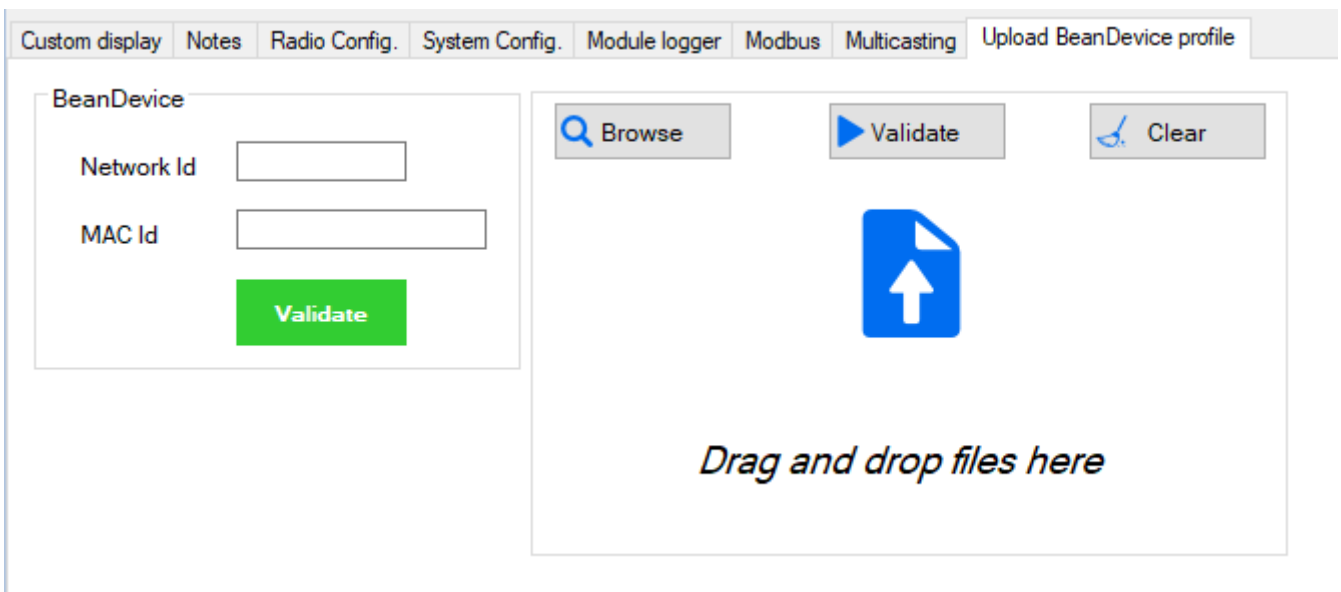 Custom display Notes Radio Config. System Config. Module logger Modbus Multicasting Upload BeanDevice profile
BeanDevice
Network Id
MAC Id
Validate
Browse Validate Clear
Drag and drop files here